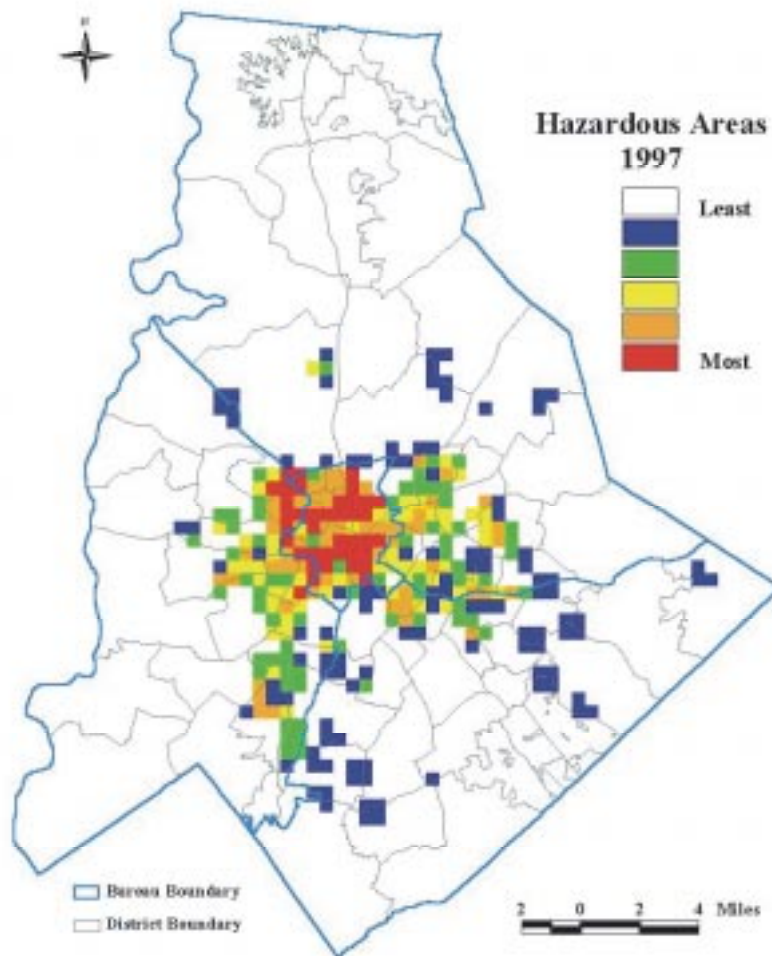 N
Hazardous Areas
1997
Least
Most
Bureau Boundary
District Boundary
2 0 2 4 Miles